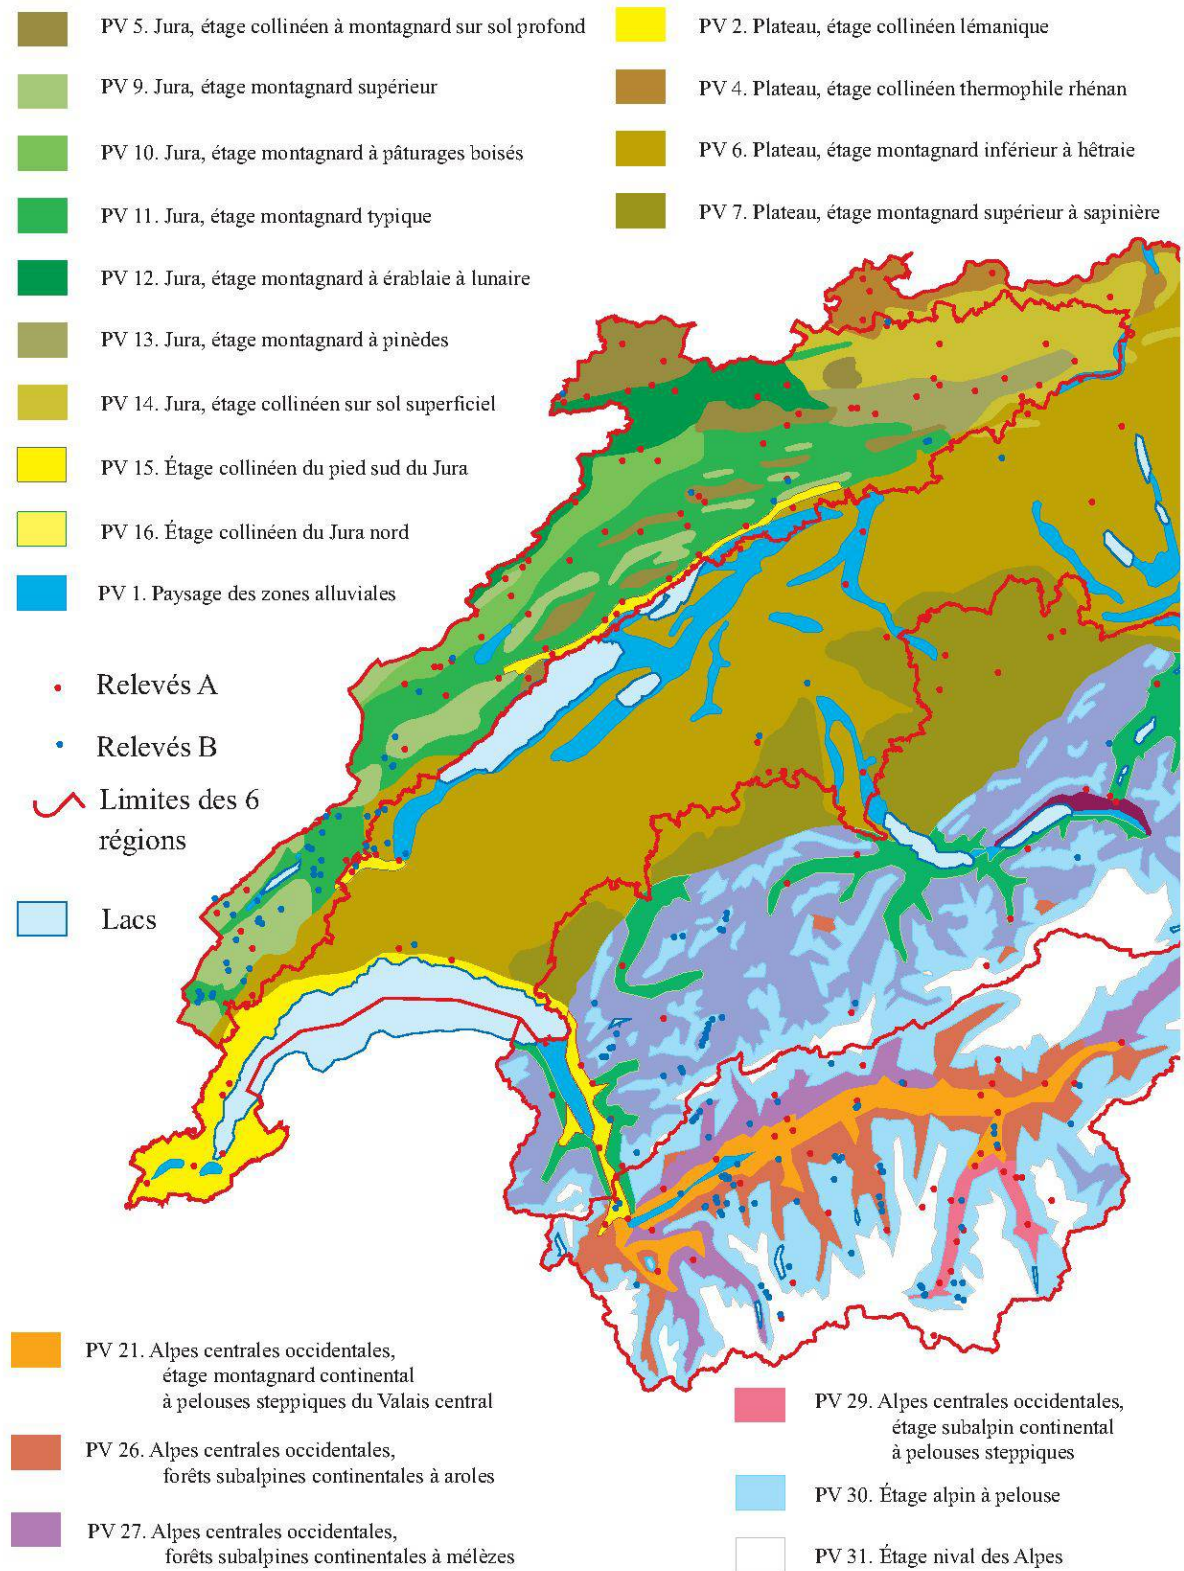 PV 5. Jura, étage collinéen à montagnard sur sol profond
PV 9. Jura, étage montagnard supérieur
PV 10. Jura, étage montagnard à pâturages boisés
PV 11. Jura, étage montagnard typique
PV 12. Jura, étage montagnard à érablaie à lunaire
PV 13. Jura, étage montagnard à pinèdes
PV 14. Jura, étage collinéen sur sol superficiel
PV 15. Étage collinéen du pied sud du Jura
PV 16. Étage collinéen du Jura nord
PV 1. Paysage des zones alluviales
Relevés A
Relevés B
Limites des 6
régions
Lacs
PV 2. Plateau, étage collinéen lémanique
PV 4. Plateau, étage collinéen thermophile rhénan
PV 6. Plateau, étage montagnard inférieur à hêtraie
PV 7. Plateau, étage montagnard supérieur à sapinière
PV 21. Alpes centrales occidentales,
étage montagnard continental
à pelouses steppiques du Valais central
PV 26. Alpes centrales occidentales,
forêts subalpines continentales à aroles
PV 27. Alpes centrales occidentales,
forêts subalpines continentales à mélèzes
PV 29. Alpes centrales occidentales,
étage subalpin continental
à pelouses steppiques
PV 30. Étage alpin à pelouse
PV 31. Étage nival des Alpes